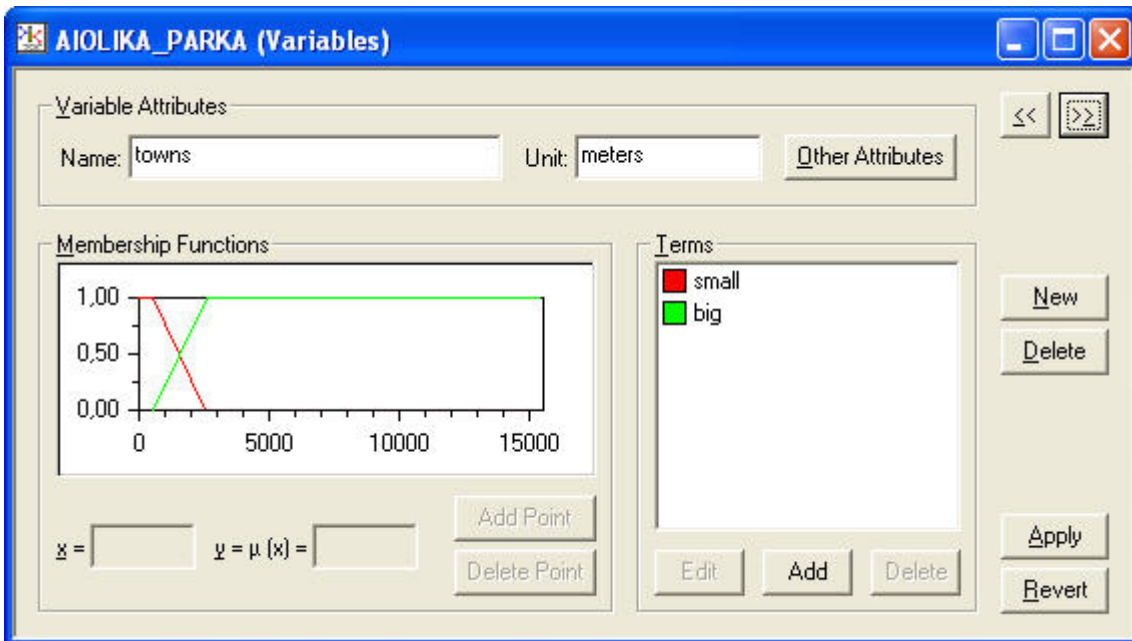 AIOLIKA_PARKA (Variables)
Variable Attributes
Name: towns Unit: meters Other Attributes
<< >>
Membership Functions
1,00
0,50
0,00
0 5000 10000 15000
x = y = μ (x) =
Add Point
Delete Point
Terms
small
big
Edit Add Delete
New
Delete
Apply
Revert